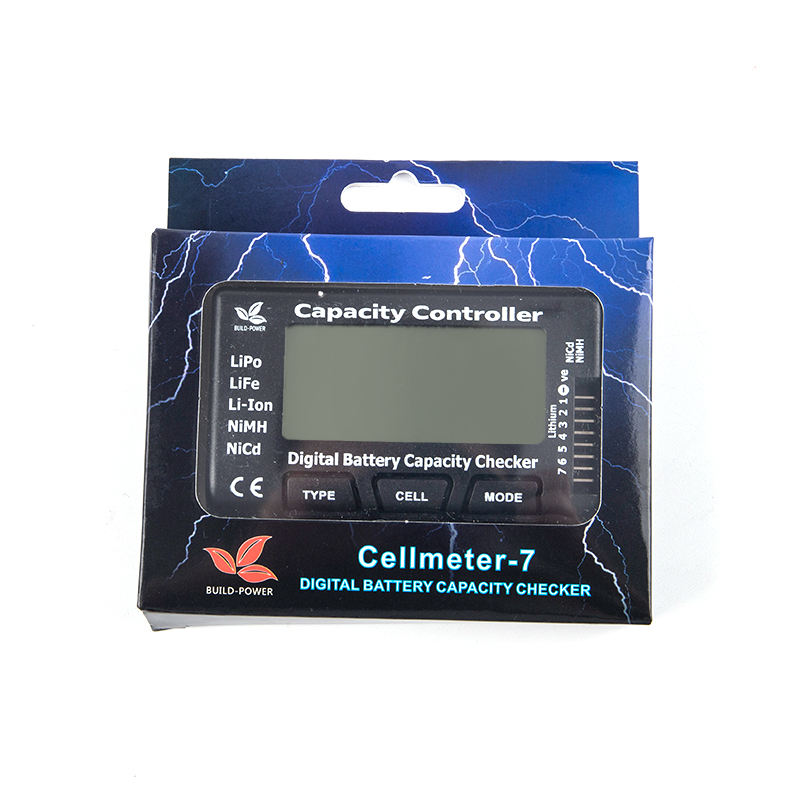 Capacity Controller
BUILD-POWER
LiPo
LiFe
Li-Ion
NiMH
NiCd
NiCd
NiMH
Lithium
7 6 5 4 3 2 1 - ve
Digital Battery Capacity Checker
CE
TYPE
CELL
MODE
Cellmeter-7
BUILD-POWER
DIGITAL BATTERY CAPACITY CHECKER